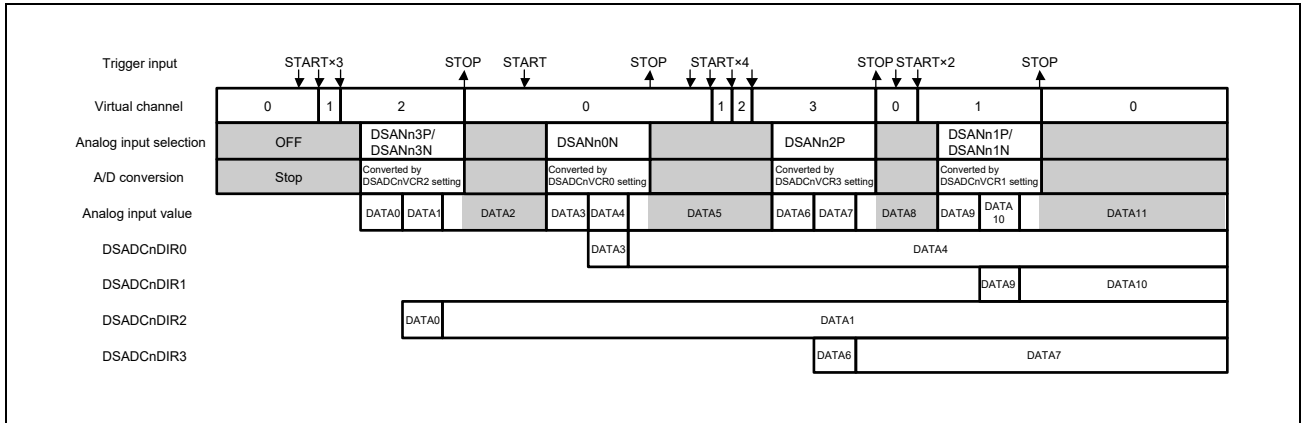 Trigger input START×3 STOP START STOP START×4 STOP START×2 STOP
Virtual channel 0 1 2 0 1 2 3 0 1 0
Analog input selection OFF DSANn3P/ DSANn0N DSANn2P DSANn1P/
DSANn3N DSANn1N
A/D conversion Stop Converted by Converted by Converted by Converted by
DSADCnVCR2 setting DSADCnVCR0 setting DSADCnVCR3 setting DSADCnVCR1 setting
Analog input value DATA0 DATA1 DATA2 DATA3 DATA4 DATA5 DATA6 DATA7 DATA8 DATA9 DATA
10 DATA11
DSADCnDIR0 DATA3 DATA4
DSADCnDIR1 DATA9 DATA10
DSADCnDIR2 DATA0 DATA1
DSADCnDIR3 DATA6 DATA7